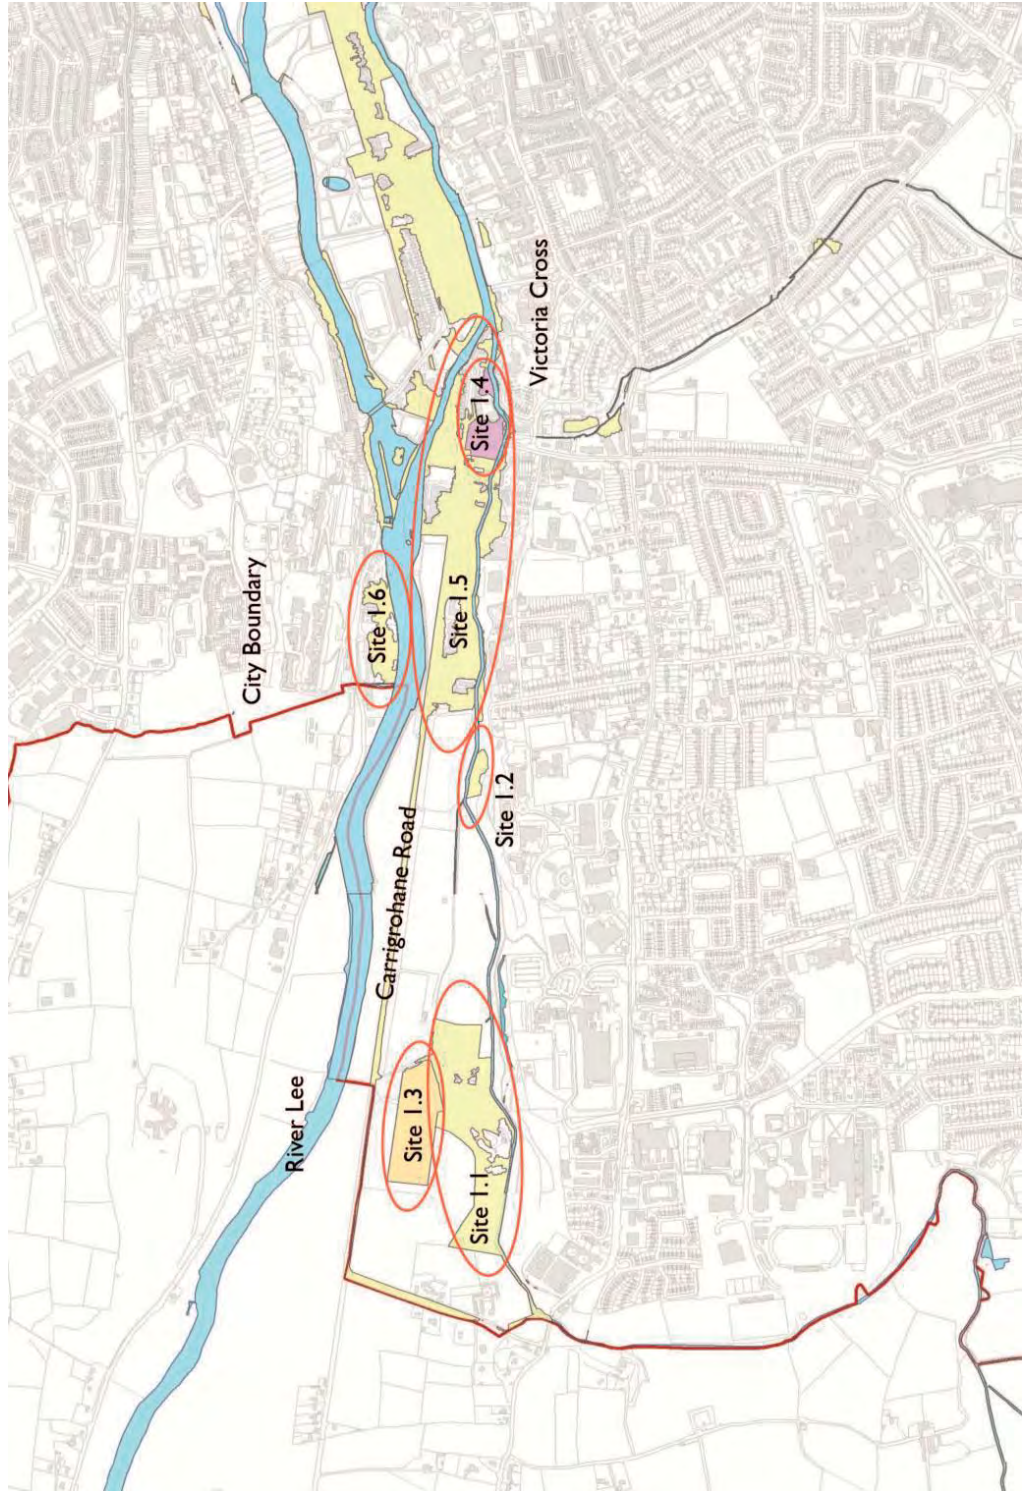 City Boundary
River Lee
Site 1.6
Carrigrohane Road
Site 1.3
Site 1.5
Site 1.1
Site 1.4
Site 1.2
Victoria Cross